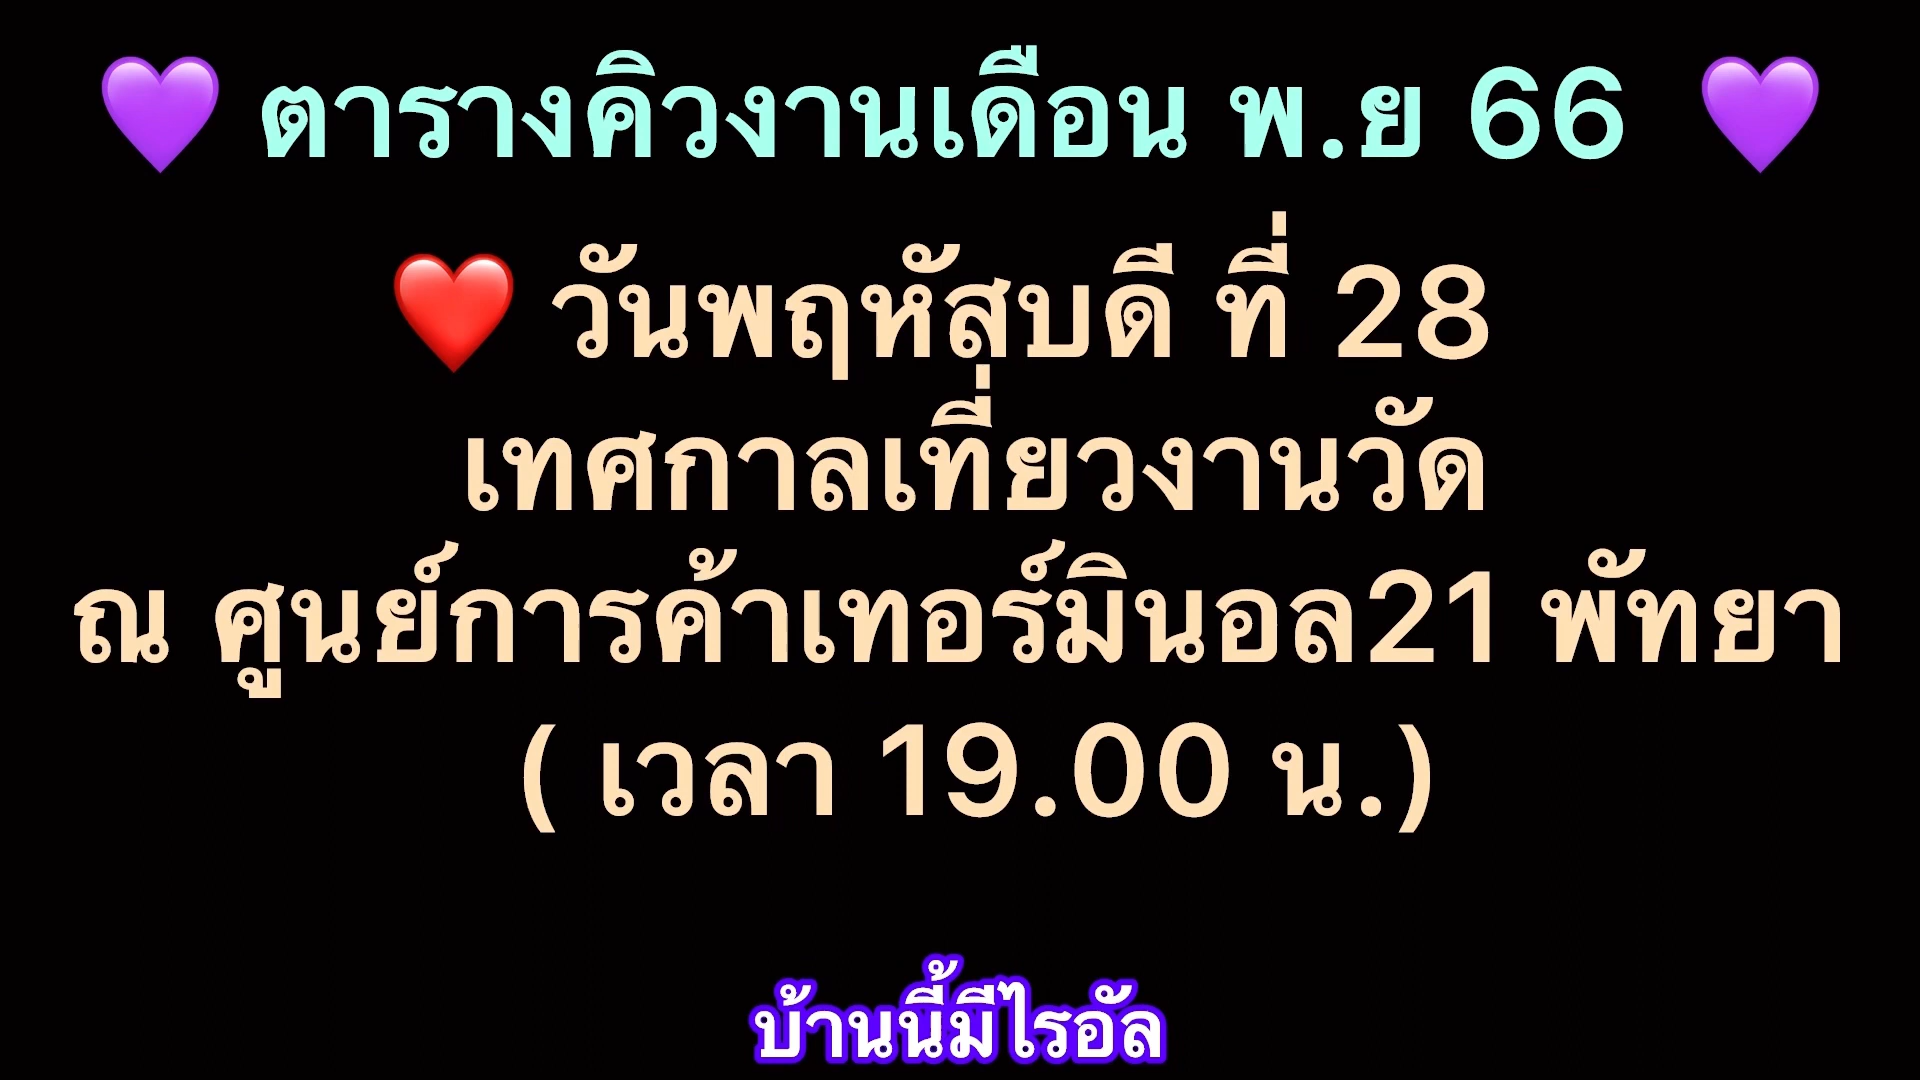 💜 ตารางคิวงานเดือน พ.ย 66 💜
❤️ วันพฤหัสบดี ที่ 28
เทศกาลเที่ยวงานวัด
ณ ศูนย์การค้าเทอร์มินอล21 พัทยา
( เวลา 19.00 น.)
บ้านนี้มีไรอัล